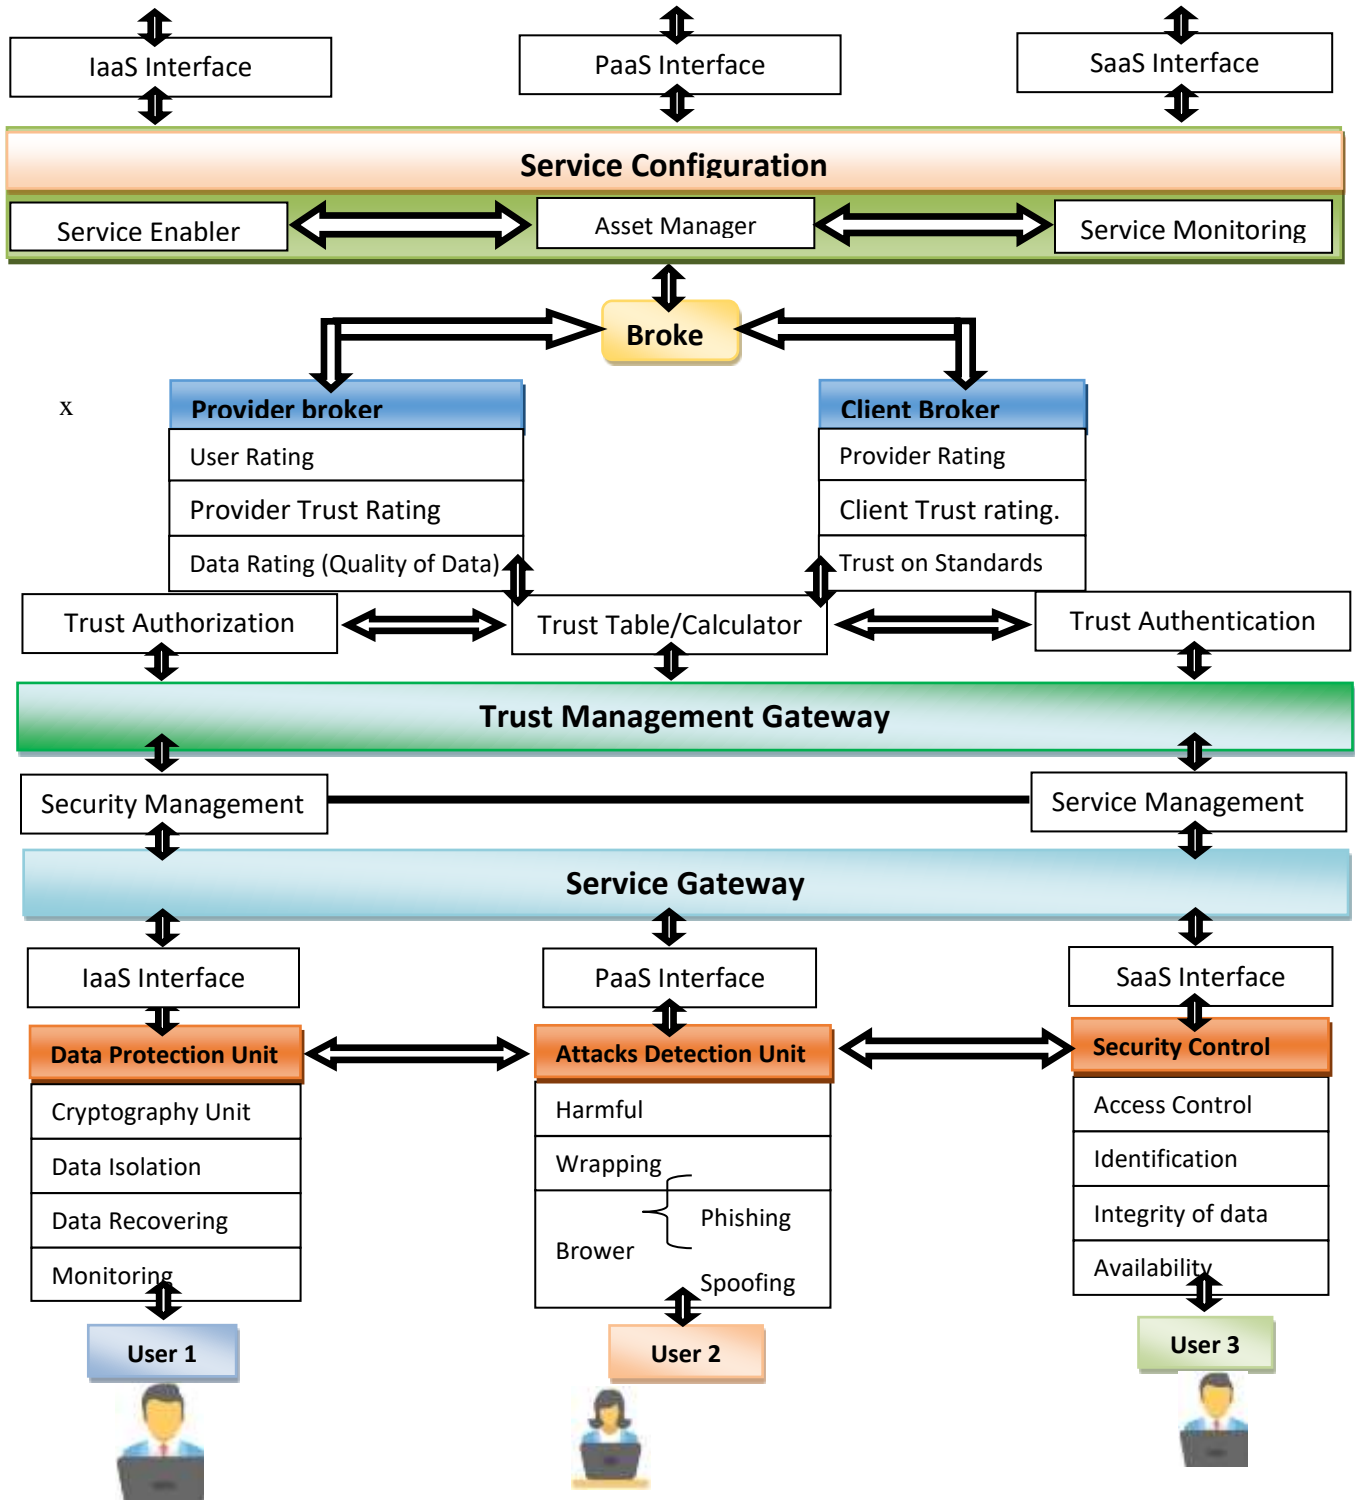 IaaS Interface
PaaS Interface
SaaS Interface
Service Configuration
Service Enabler
Asset Manager
Service Monitoring
Broke
x
Provider broker
Client Broker
User Rating
Provider Rating
Provider Trust Rating
Client Trust rating.
Data Rating (Quality of Data)
Trust on Standards
Trust Authorization
Trust Table/Calculator
Trust Authentication
Trust Management Gateway
Security Management
Service Management
Service Gateway
IaaS Interface
PaaS Interface
SaaS Interface
Data Protection Unit
Attacks Detection Unit
Security Control
Cryptography Unit
Harmful
Access Control
Data Isolation
Wrapping
Identification
Data Recovering
Phishing
Integrity of data
Brower
Monitoring
Spoofing
Availability
User 1
User 2
User 3